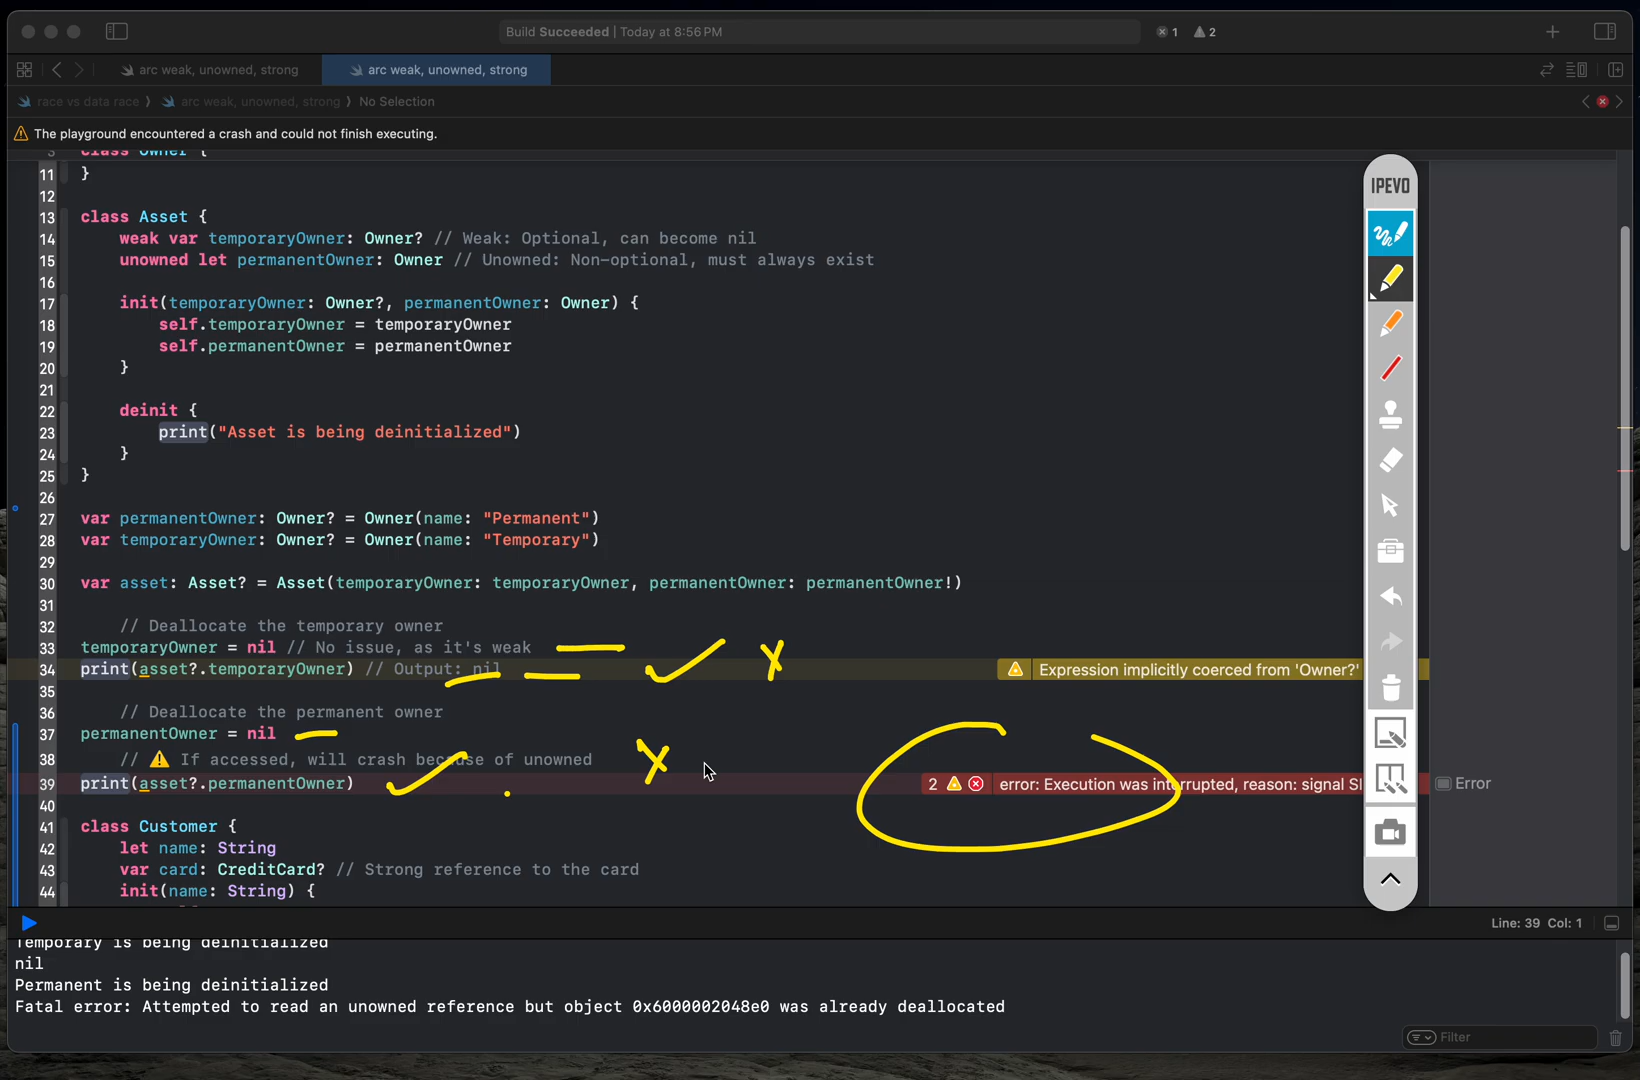 Build Succeeded | Today at 8:56 PM
1
2
arc weak, unowned, strong
arc weak, unowned, strong
race vs data race 〉 arc weak, unowned, strong 〉 No Selection
The playground encountered a crash and could not finish executing.
3 class Owner {
11 }
12
13 class Asset {
14 weak var temporaryOwner: Owner? // Weak: Optional, can become nil
15 unowned let permanentOwner: Owner // Unowned: Non-optional, must always exist
16
17 init(temporaryOwner: Owner?, permanentOwner: Owner) {
18 self.temporaryOwner = temporaryOwner
19 self.permanentOwner = permanentOwner
20 }
21
22 deinit {
23 print("Asset is being deinitialized")
24 }
25 }
26
27 var permanentOwner: Owner? = Owner(name: "Permanent")
28 var temporaryOwner: Owner? = Owner(name: "Temporary")
29
30 var asset: Asset? = Asset(temporaryOwner: temporaryOwner, permanentOwner: permanentOwner!)
31
32 // Deallocate the temporary owner
33 temporaryOwner = nil // No issue, as it's weak
34 print(asset?.temporaryOwner) // Output: nil
Expression implicitly coerced from 'Owner?'
35
36 // Deallocate the permanent owner
37 permanentOwner = nil
38 // ⚠️ If accessed, will crash because of unowned
39 print(asset?.permanentOwner)
2 error: Execution was interrupted, reason: signal SI
Error
40
41 class Customer {
42 let name: String
43 var card: CreditCard? // Strong reference to the card
44 init(name: String) {
IPEVO
Line: 39 Col: 1
Temporary is being deinitialized
nil
Permanent is being deinitialized
Fatal error: Attempted to read an unowned reference but object 0x6000002048e0 was already deallocated
Filter